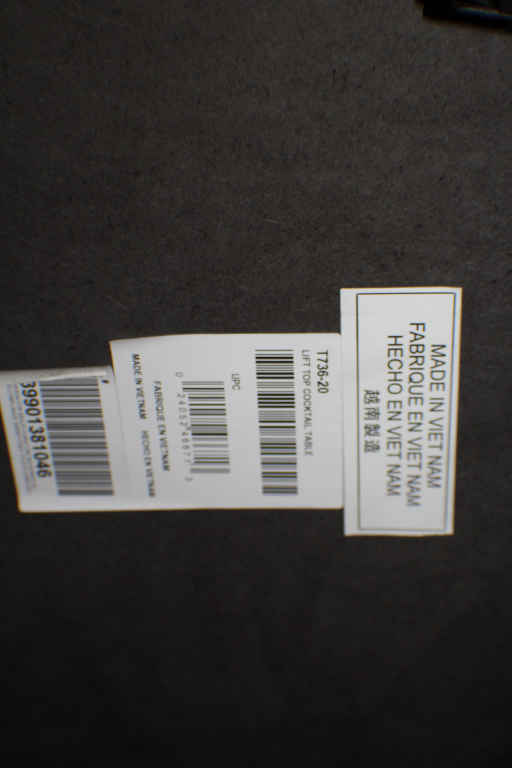 MADE IN VIET NAM
FABRIQUE EN VIET NAM
HECHO EN VIET NAM
越南製造
T736-20
LIFT TOP COCKTAIL TABLE
UPC
FABRIQUE EN VIETNAM
MADE IN VIETNAM HECHO EN VIETNAM
39901381046